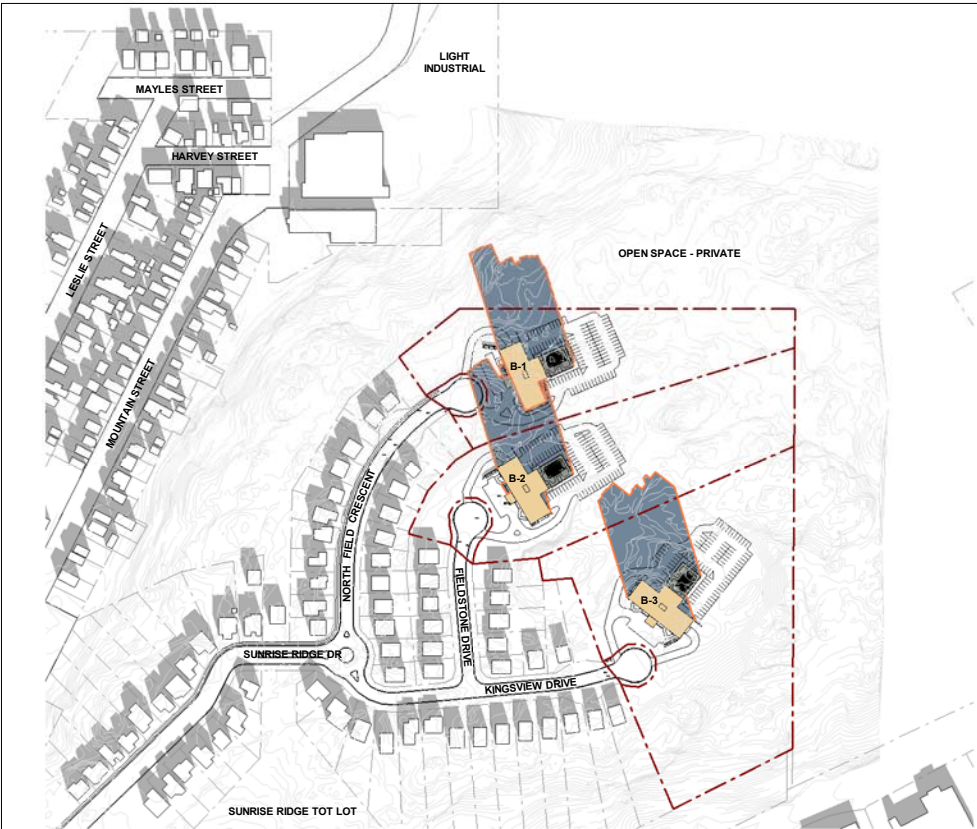 LIGHT
INDUSTRIAL
MAYLES STREET
HARVEY STREET
LESLIE STREET
OPEN SPACE - PRIVATE
MOUNTAIN STREET
B-1
B-2
NORTH FIELD CRESCENT
FIELDSTONE DRIVE
B-3
SUNRISE RIDGE DR
KINGSVIEW DRIVE
SUNRISE RIDGE TOT LOT